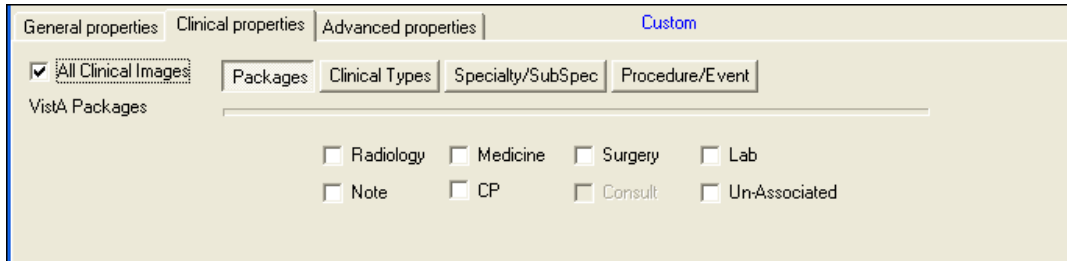 General properties Clinical properties Advanced properties Custom
All Clinical Images Packages Clinical Types Specialty/SubSpec Procedure/Event
VistA Packages
Radiology Medicine Surgery Lab
Note CP Consult Un-Associated